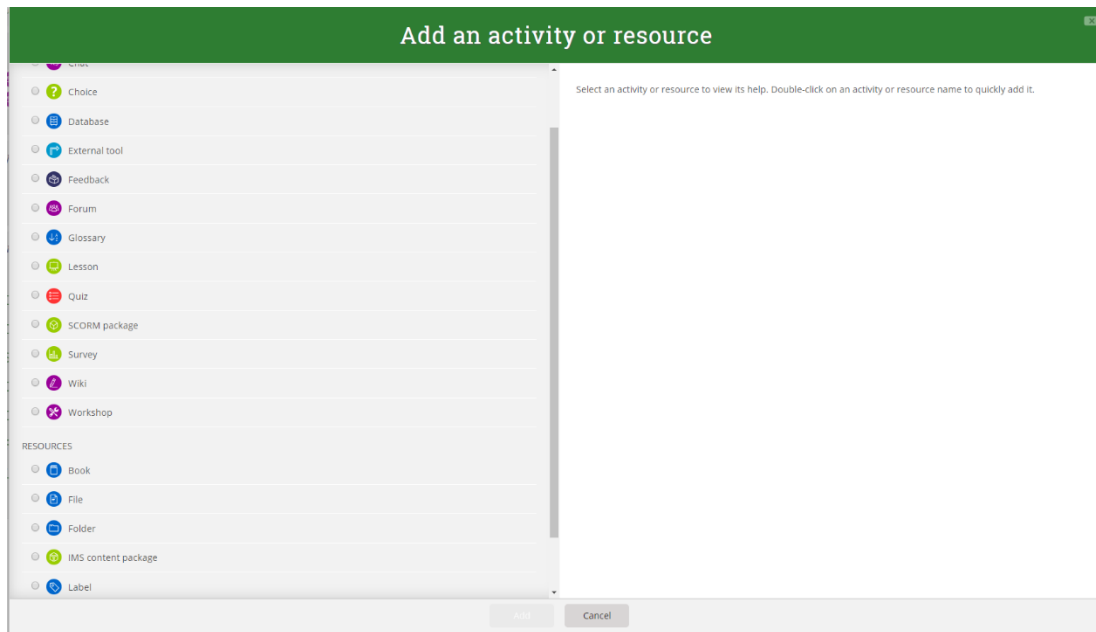 Add an activity or resource
Chat
Select an activity or resource to view its help. Double-click on an activity or resource name to quickly add it.
Choice
Database
External tool
Feedback
Forum
Glossary
Lesson
Quiz
SCORM package
Survey
Wiki
Workshop
RESOURCES
Book
File
Folder
IMS content package
Label
Add
Cancel